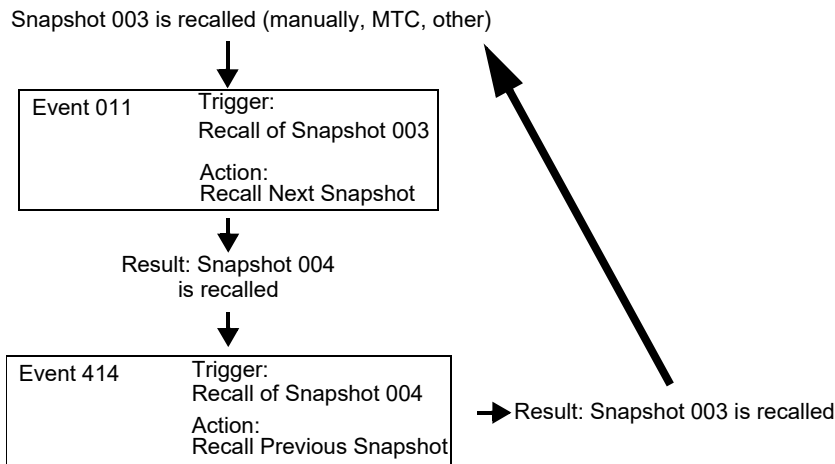 Snapshot 003 is recalled (manually, MTC, other)
Event 011
Trigger:
Recall of Snapshot 003
Action:
Recall Next Snapshot
Result: Snapshot 004
is recalled
Event 414
Trigger:
Recall of Snapshot 004
Action:
Recall Previous Snapshot
Result: Snapshot 003 is recalled